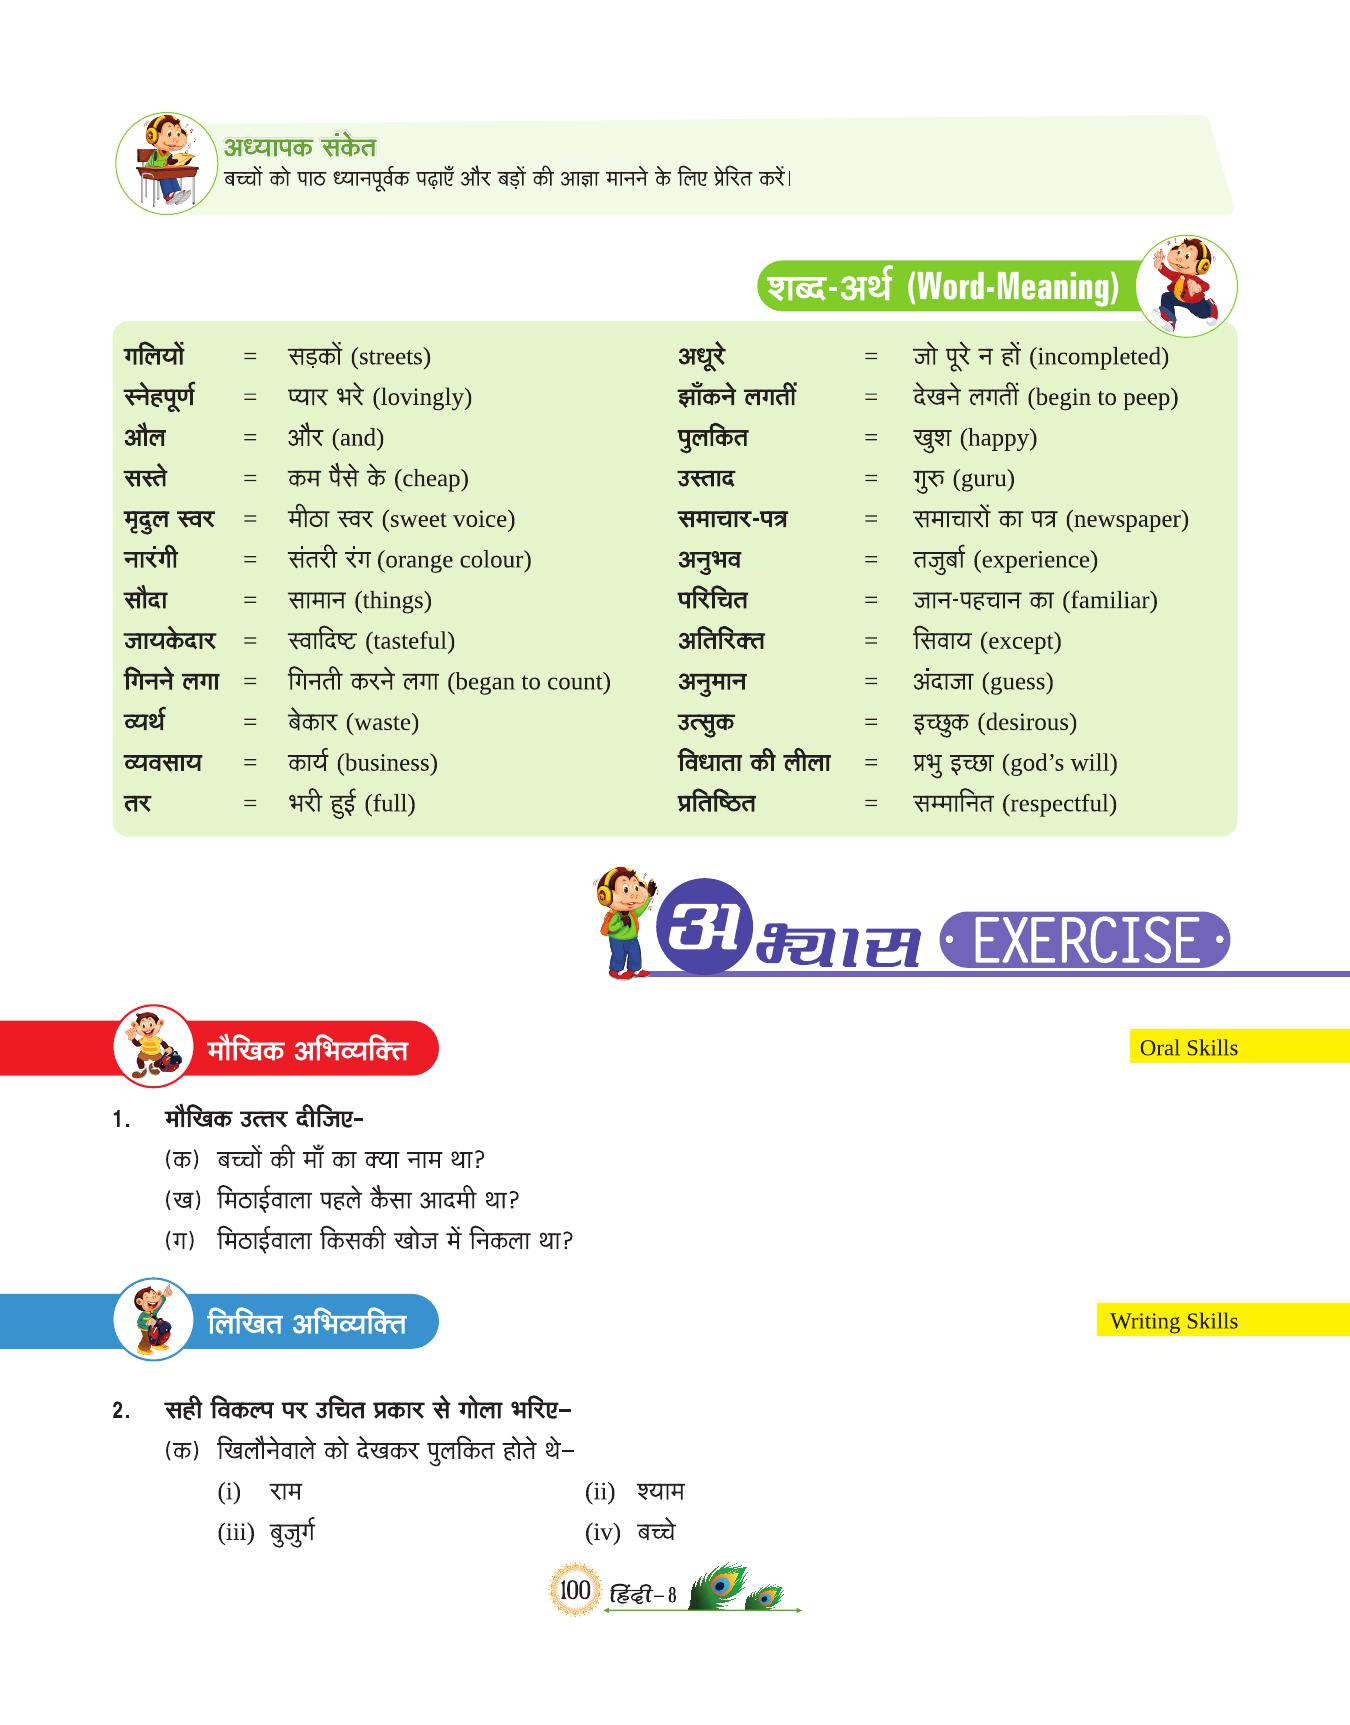 अध्यापक संकेत
बच्चों को पाठ ध्यानपूर्वक पढ़ाएँ और बड़ों की आज्ञा मानने के लिए प्रेरित करें।
शब्द-अर्थ (Word-Meaning)
गलियों = सड़कों (streets)
स्नेहपूर्ण = प्यार भरे (lovingly)
औल = और (and)
सस्ते = कम पैसे के (cheap)
मृदुल स्वर = मीठा स्वर (sweet voice)
नारंगी = संतरी रंग (orange colour)
सौदा = सामान (things)
जायकेदार = स्वादिष्ट (tasteful)
गिनने लगा = गिनती करने लगा (began to count)
व्यर्थ = बेकार (waste)
व्यवसाय = कार्य (business)
तर = भरी हुई (full)
अधूरे = जो पूरे न हों (incompleted)
झाँकने लगतीं = देखने लगतीं (begin to peep)
पुलकित = खुश (happy)
उस्ताद = गुरु (guru)
समाचार-पत्र = समाचारों का पत्र (newspaper)
अनुभव = तजुर्बा (experience)
परिचित = जान-पहचान का (familiar)
अतिरिक्त = सिवाय (except)
अनुमान = अंदाजा (guess)
उत्सुक = इच्छुक (desirous)
विधाता की लीला = प्रभु इच्छा (god’s will)
प्रतिष्ठित = सम्मानित (respectful)
अभ्यास EXERCISE
मौखिक अभिव्यक्ति Oral Skills
1. मौखिक उत्तर दीजिए–
(क) बच्चों की माँ का क्या नाम था?
(ख) मिठाईवाला पहले कैसा आदमी था?
(ग) मिठाईवाला किसकी खोज में निकला था?
लिखित अभिव्यक्ति Writing Skills
2. सही विकल्प पर उचित प्रकार से गोला भरिए–
(क) खिलौनेवाले को देखकर पुलकित होते थे–
(i) राम (ii) श्याम
(iii) बुजुर्ग (iv) बच्चे
100 हिंदी–8